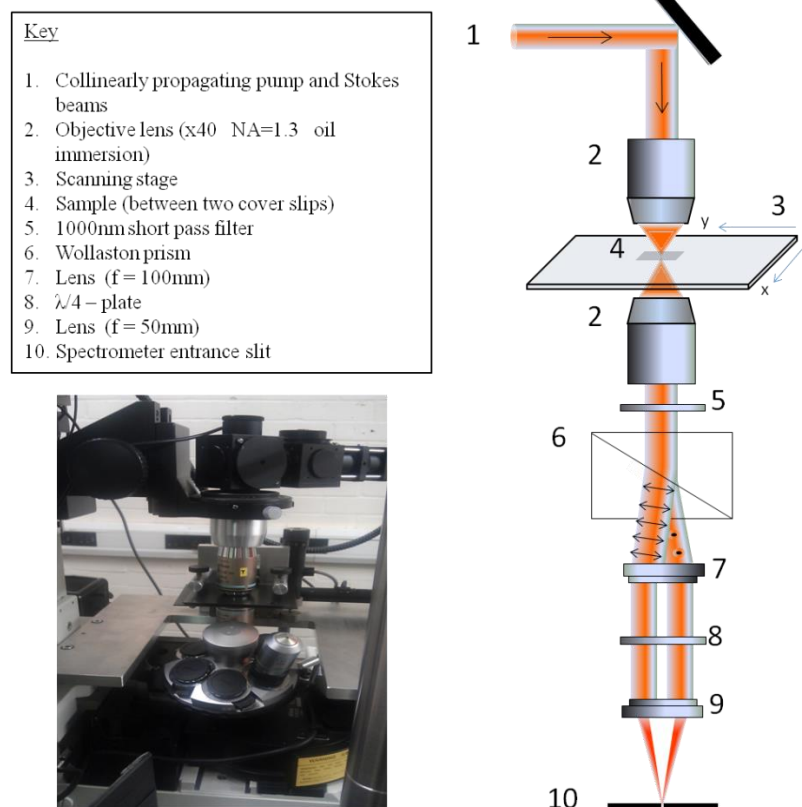 Key
1. Collinearly propagating pump and Stokes
beams
2. Objective lens (x40 NA=1.3 oil
immersion)
3. Scanning stage
4. Sample (between two cover slips)
5. 1000nm short pass filter
6. Wollaston prism
7. Lens (f = 100mm)
8. λ/4 – plate
9. Lens (f = 50mm)
10. Spectrometer entrance slit
1
2
3
y
4
x
2
5
6
7
8
9
10